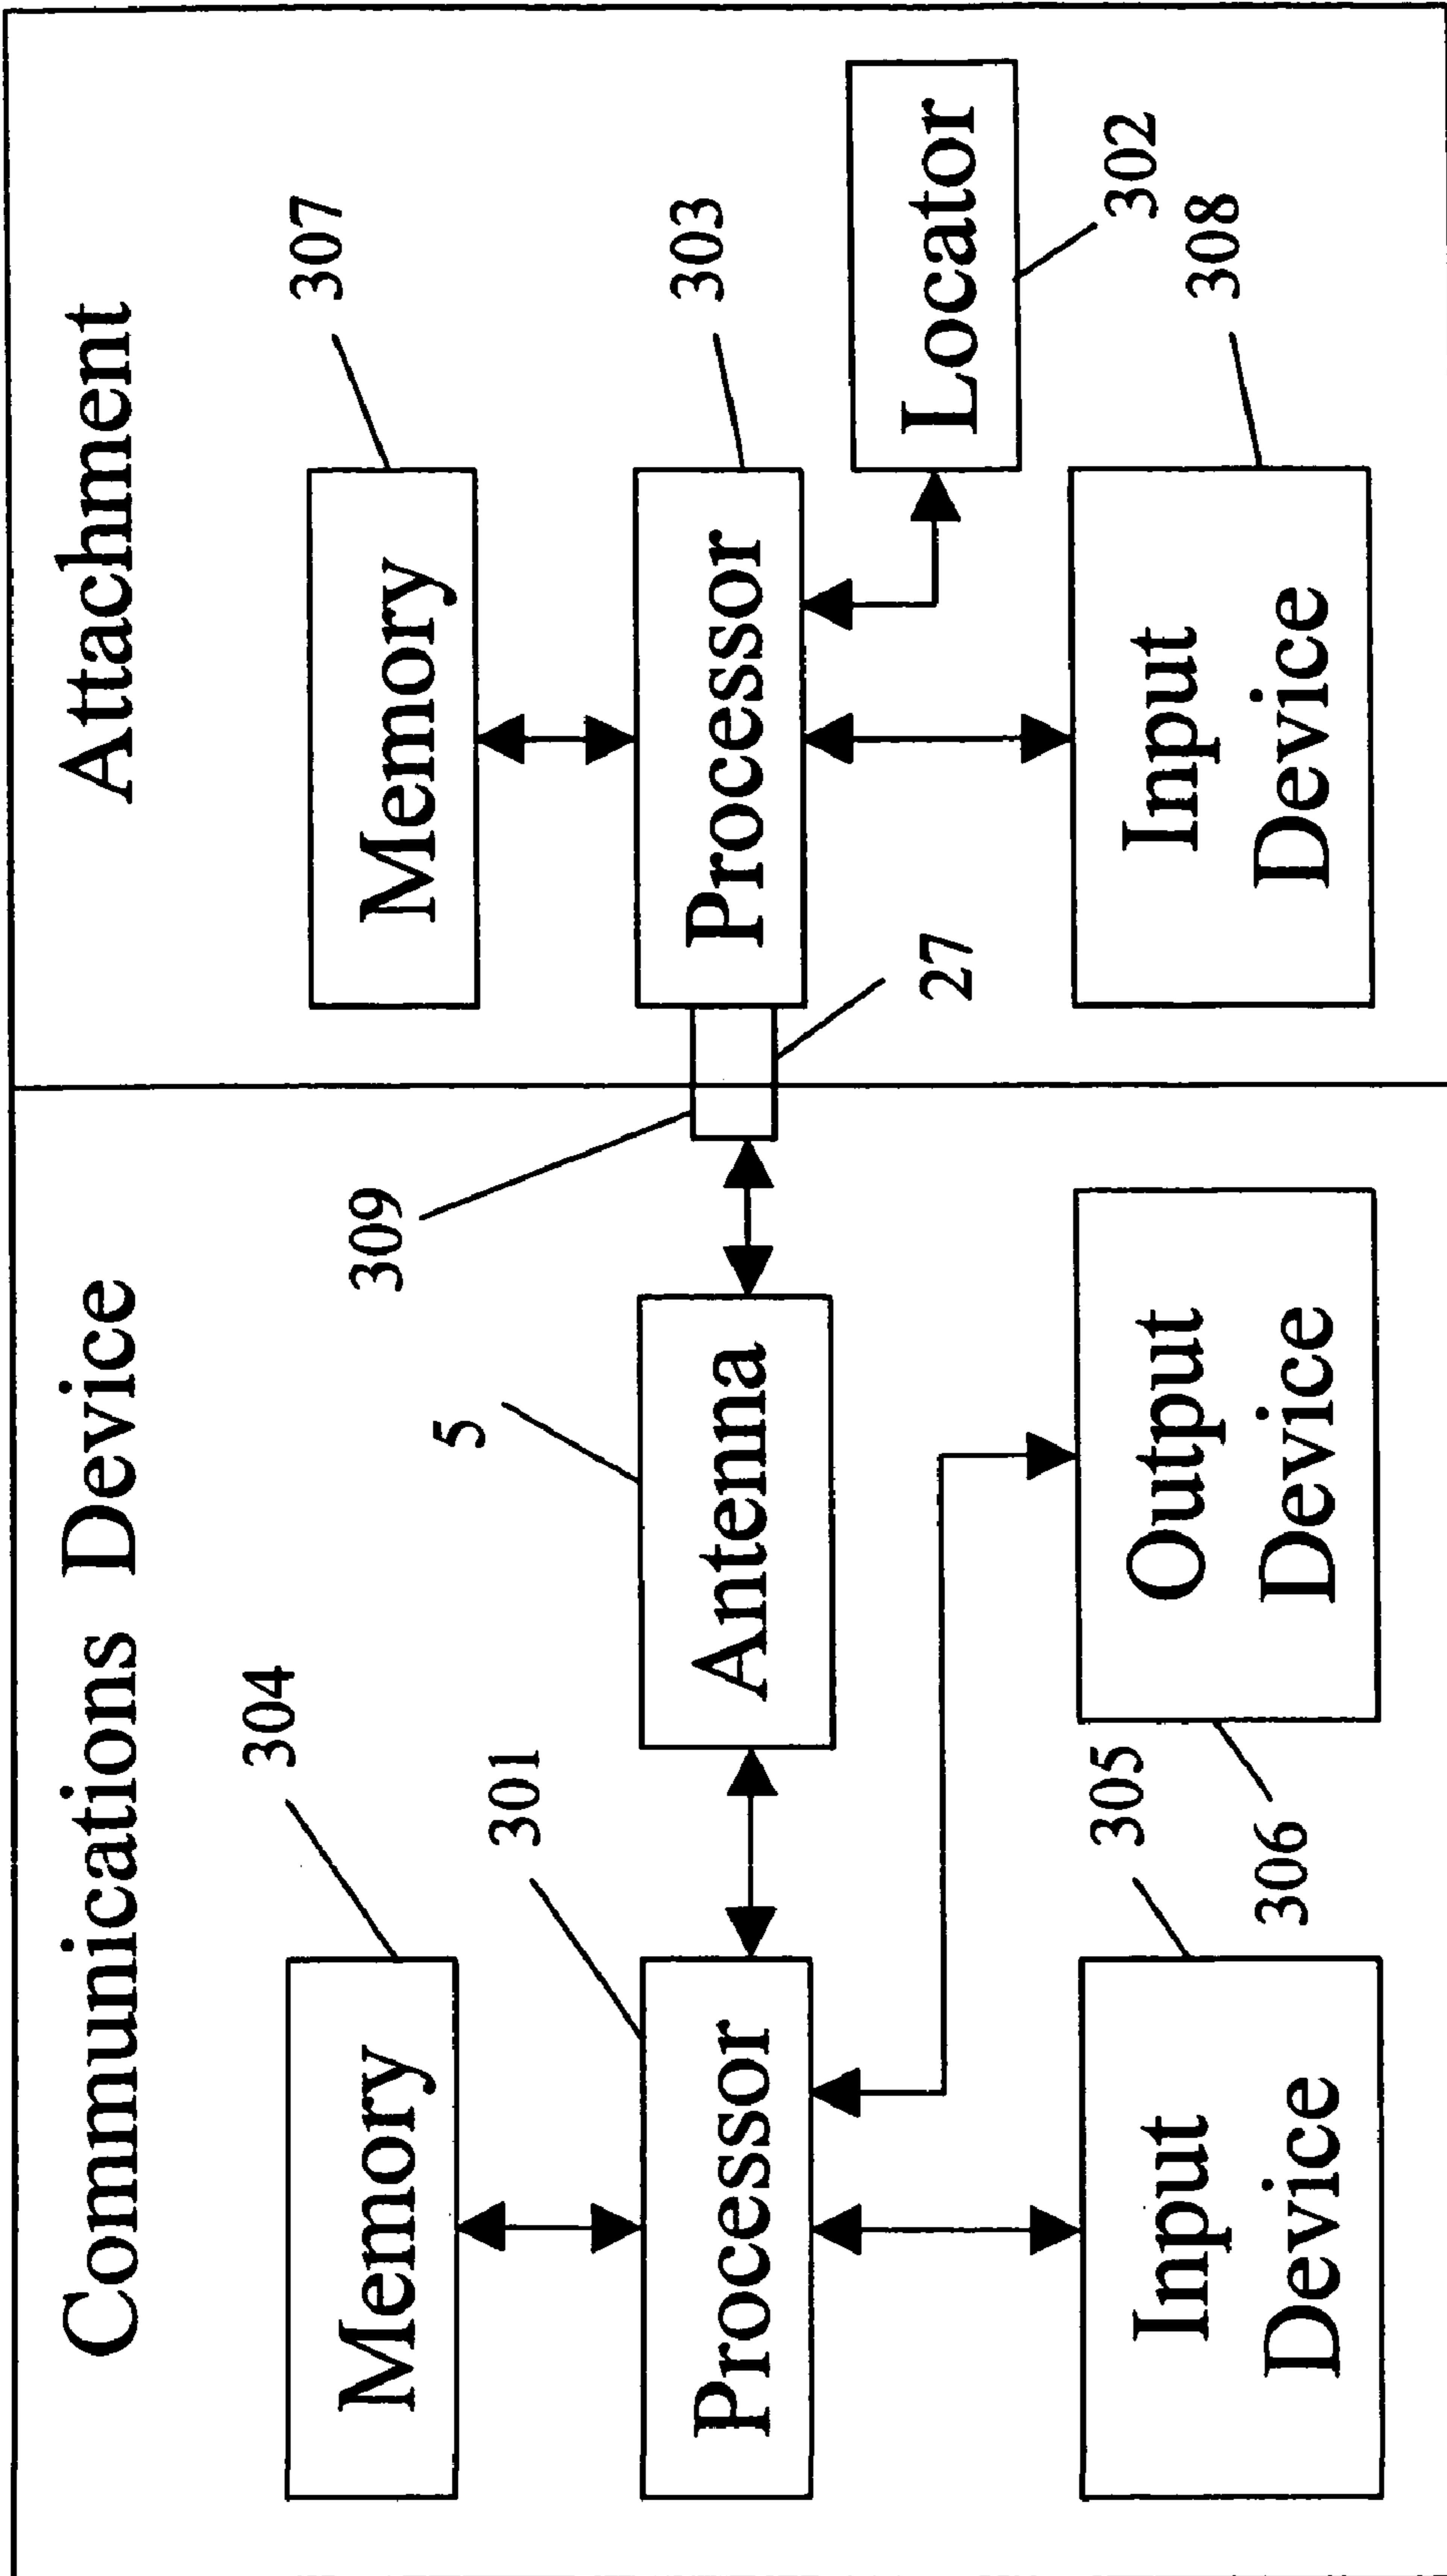 Communications Device
Attachment
304
Memory
307
Memory
301
Processor
5
Antenna
309
27
303
Processor
302
Locator
305
Input
Device
306
Output
Device
308
Input
Device